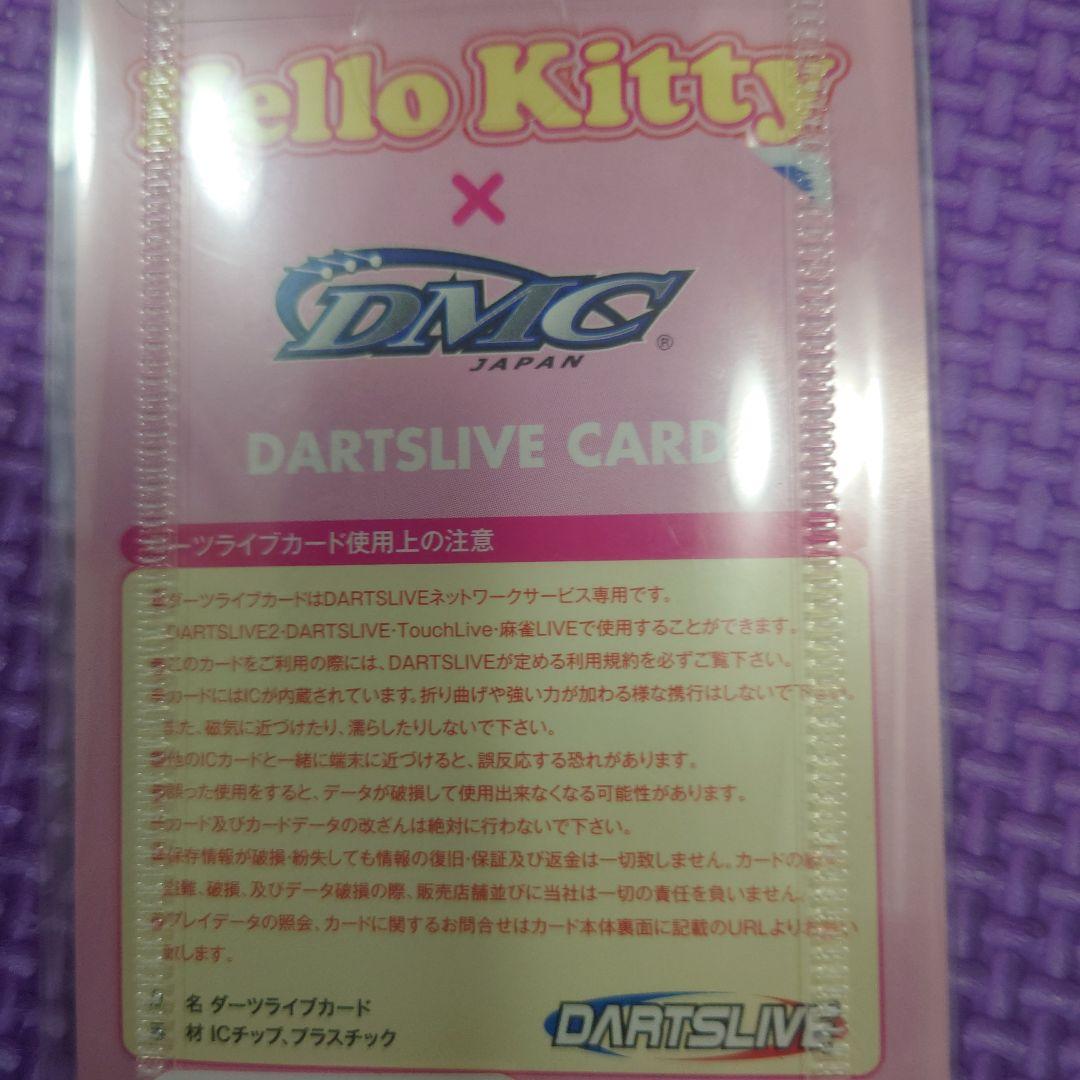 Hello Kitty
×
DMC
JAPAN ®
DARTSLIVE CARD
ダーツライブカード使用上の注意
ダーツライブカードはDARTSLIVEネットワークサービス専用です。
DARTSLIVE2・DARTSLIVE・TouchLive・麻雀LIVEで使用することができます。
このカードをご利用の際には、DARTSLIVEが定める利用規約を必ずご覧下さい。
カードにはICが内蔵されています。折り曲げや強い力が加わる様な携行はしないで下さい。
また、磁気に近づけたり、濡らしたりしないで下さい。
他のICカードと一緒に端末に近づけると、誤反応する恐れがあります。
誤った使用をすると、データが破損して使用出来なくなる可能性があります。
カード及びカードデータの改ざんは絶対に行わないで下さい。
保存情報が破損・紛失しても情報の復旧・保証及び返金は一切致しません。カードの
盗難、破損、及びデータ破損の際、販売店舗並びに当社は一切の責任を負いません。
プレイデータの照会、カードに関するお問合せはカード本体裏面に記載のURLより
致します。
名 ダーツライブカード
材 ICチップ、プラスチック
DARTSLIVE